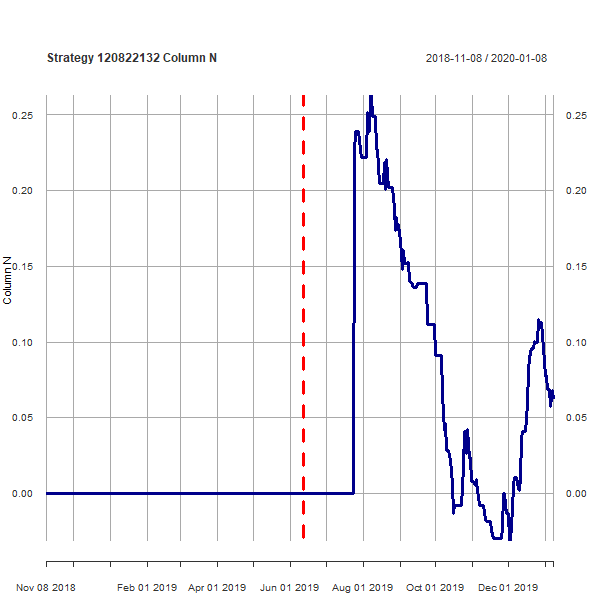 Strategy 120822132 Column N
2018-11-08 / 2020-01-08
0.25
0.25
0.20
0.20
0.15
0.15
Column N
0.10
0.10
0.05
0.05
0.00
0.00
Nov 08 2018
Feb 01 2019
Apr 01 2019
Jun 01 2019
Aug 01 2019
Oct 01 2019
Dec 01 2019